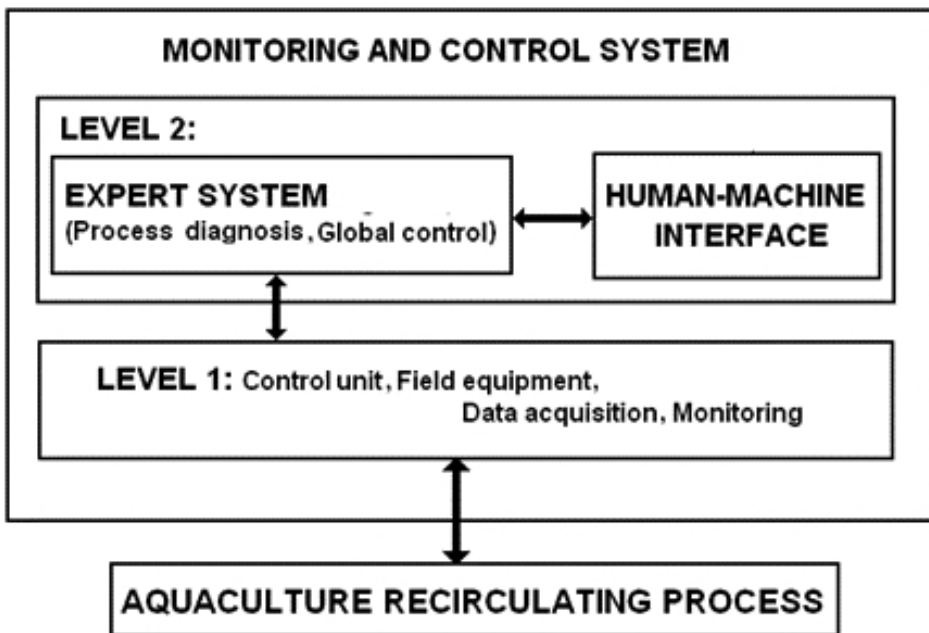 MONITORING AND CONTROL SYSTEM
LEVEL 2:
EXPERT SYSTEM
(Process diagnosis, Global control)
HUMAN-MACHINE
INTERFACE
LEVEL 1: Control unit, Field equipment,
Data acquisition, Monitoring
AQUACULTURE RECIRCULATING PROCESS